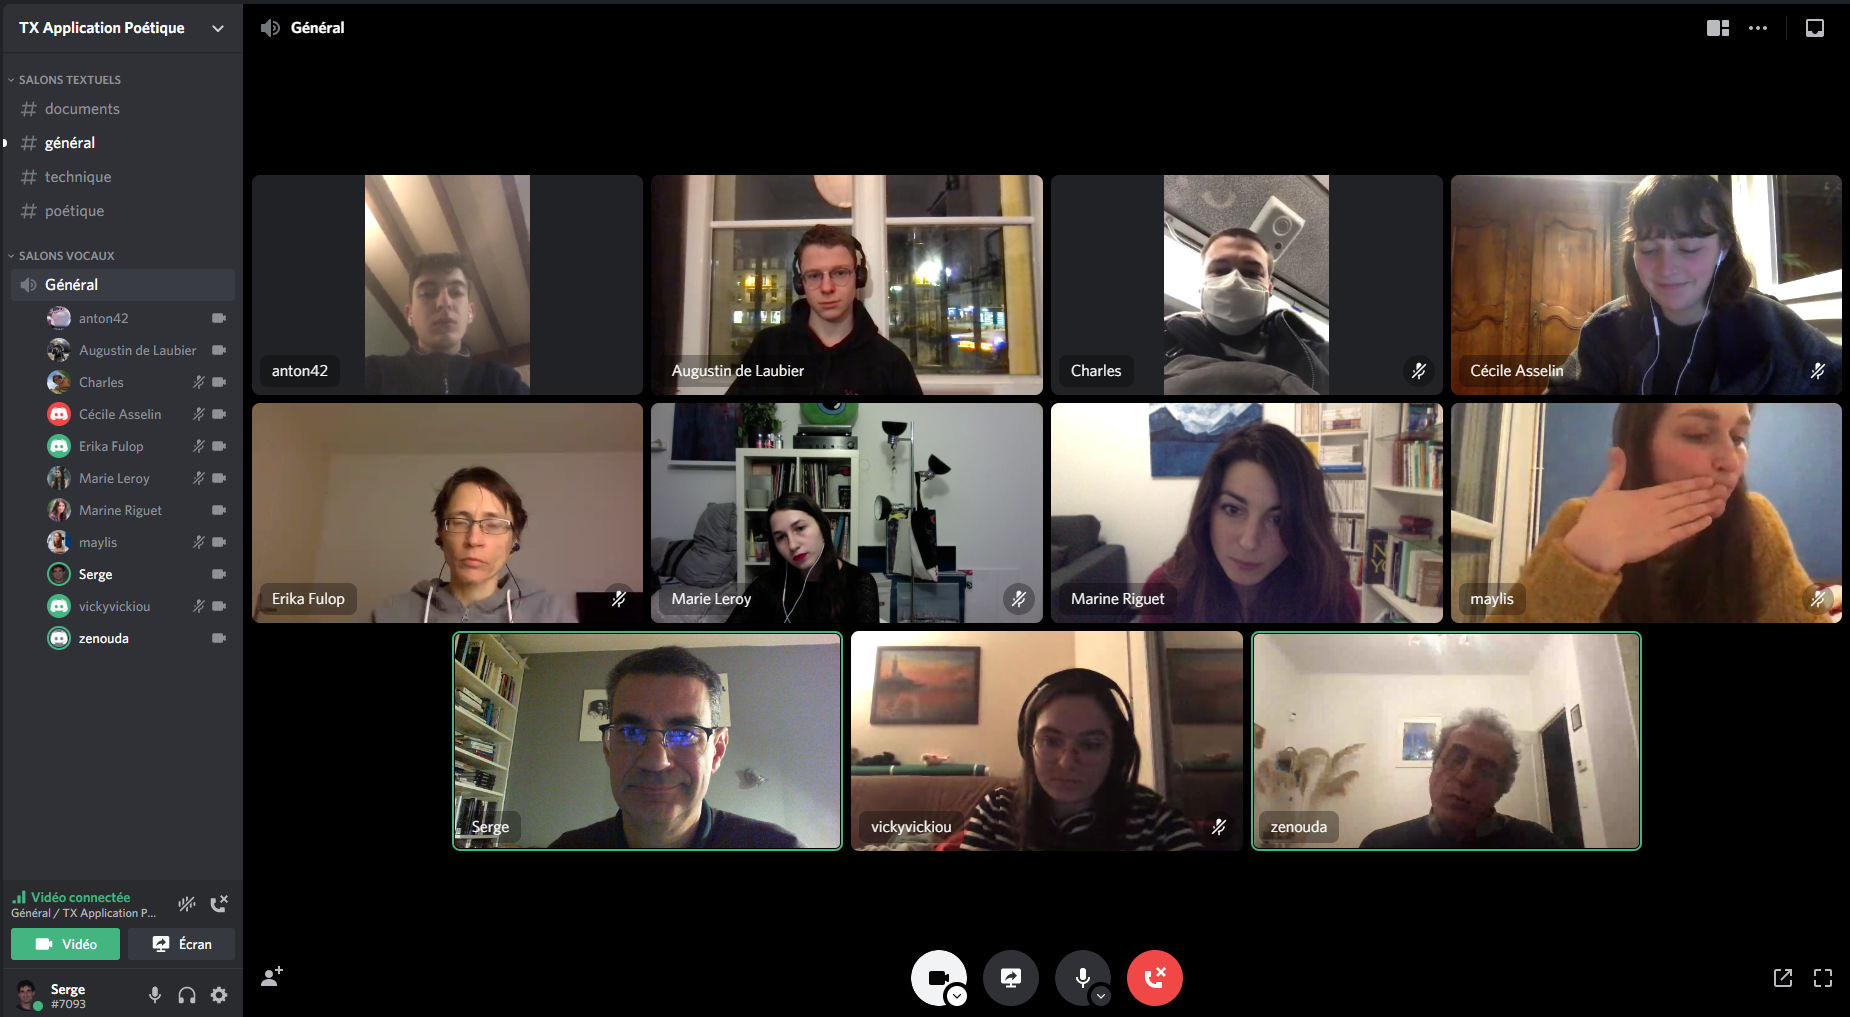 TX Application Poétique
Général
SALONS TEXTUELS
documents
général
technique
poétique
SALONS VOCAUX
Général
anton42
Augustin de Laubier
Charles
Cécile Asselin
Erika Fulop
Marie Leroy
Marine Riguet
maylis
Serge
vickyvickiou
zenouda
Vidéo connectée
Général / TX Application P...
Vidéo
Écran
Serge
#7093
anton42
Augustin de Laubier
Charles
Cécile Asselin
Erika Fulop
Marie Leroy
Marine Riguet
maylis
Serge
vickyvickiou
zenouda